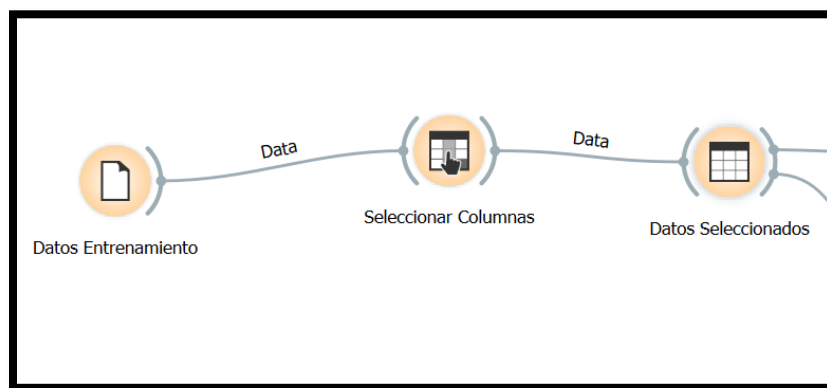 Data
Data
Datos Entrenamiento
Seleccionar Columnas
Datos Seleccionados